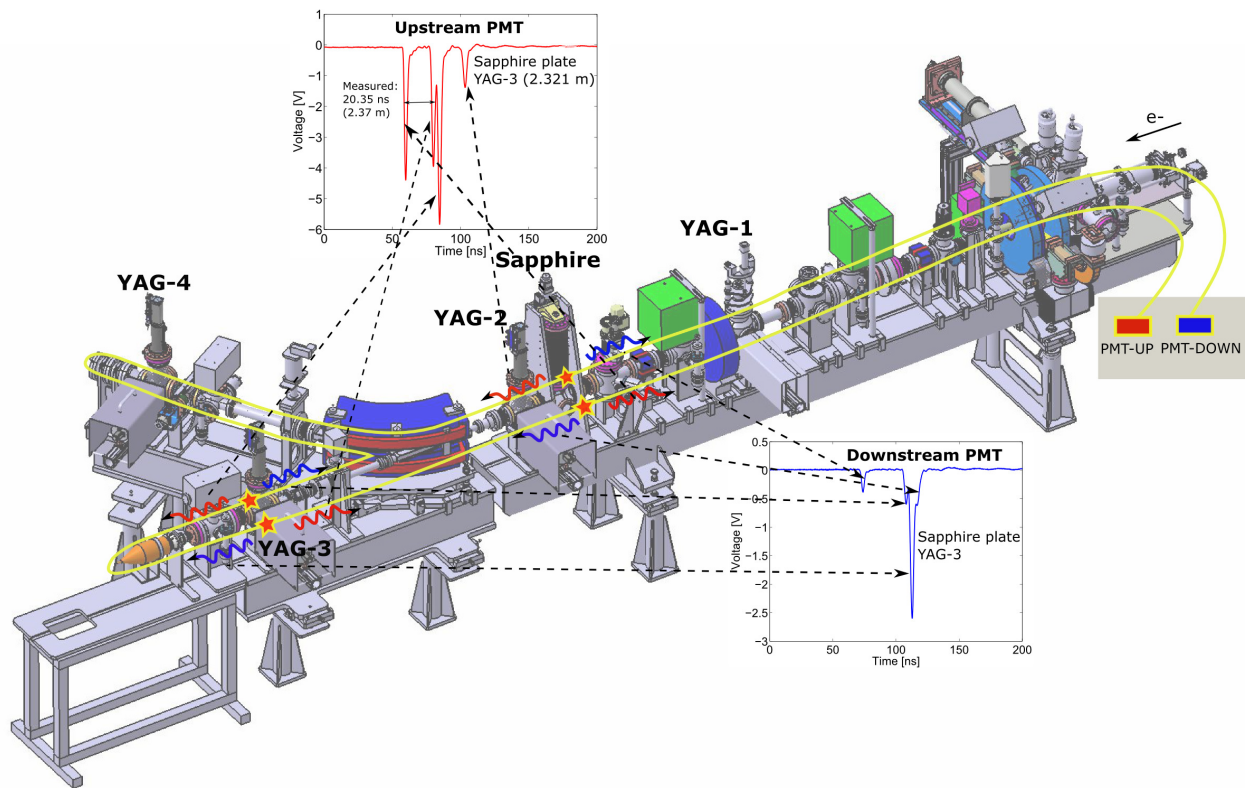 Upstream PMT
Voltage [V]
1
0
−1
−2
−3
−4
−5
−6
Measured:
20.35 ns
(2.37 m)
Sapphire plate
YAG-3 (2.321 m)
0
50
100
150
200
Time [ns]
e-
YAG-1
Sapphire
YAG-4
YAG-2
PMT-UP
PMT-DOWN
YAG-3
Downstream PMT
Voltage [V]
0.5
0.0
−0.5
−1
−1.5
−2
−2.5
−3
Sapphire plate
YAG-3
0
50
100
150
200
Time [ns]